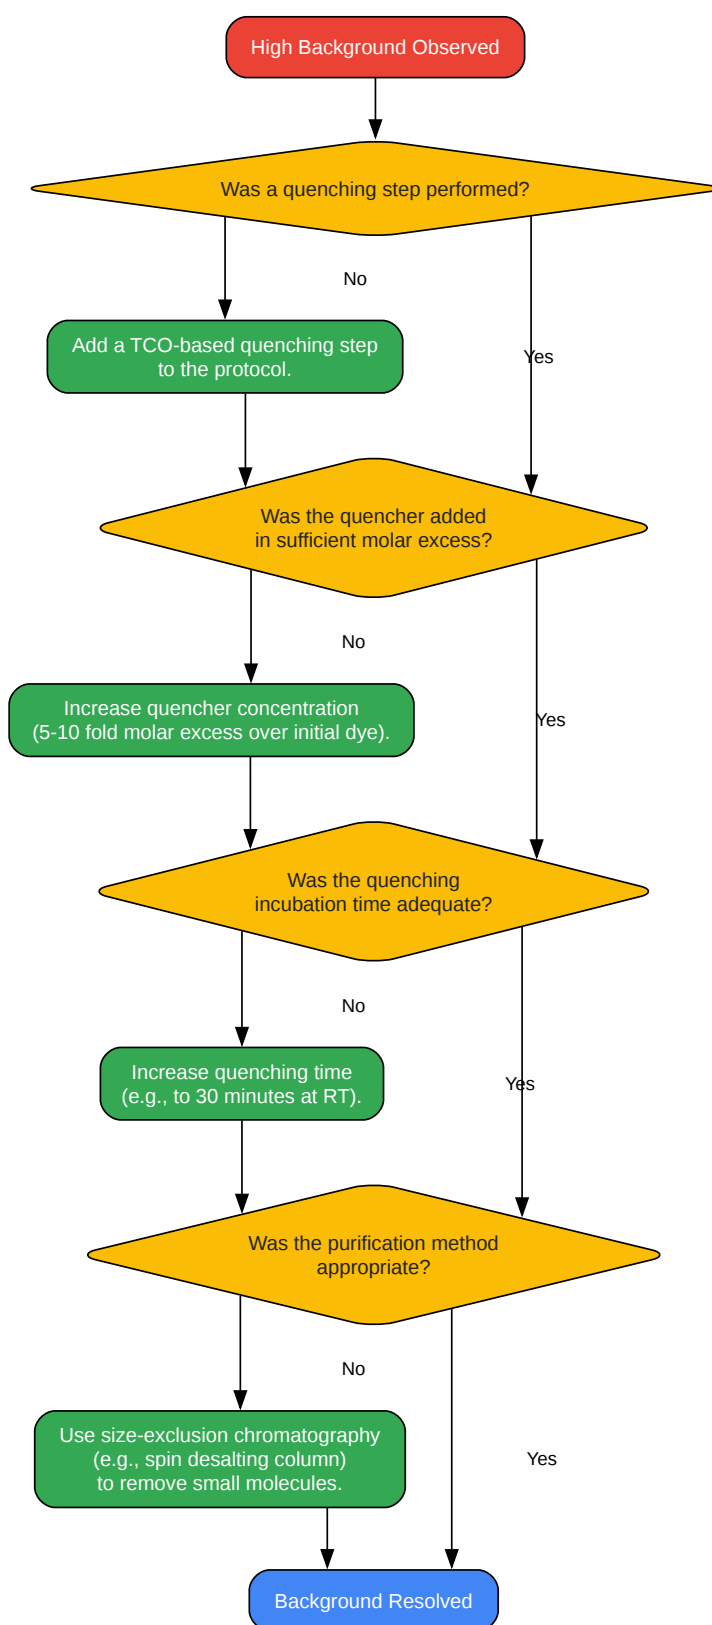 High Background Observed
Was a quenching step performed?
No
Add a TCO-based quenching step
to the protocol.
Yes
Was the quencher added
in sufficient molar excess?
No
Increase quencher concentration
(5-10 fold molar excess over initial dye).
Yes
Was the quenching
incubation time adequate?
No
Increase quenching time
(e.g., to 30 minutes at RT).
Yes
Was the purification method
appropriate?
No
Use size-exclusion chromatography
(e.g., spin desalting column)
to remove small molecules.
Yes
Background Resolved